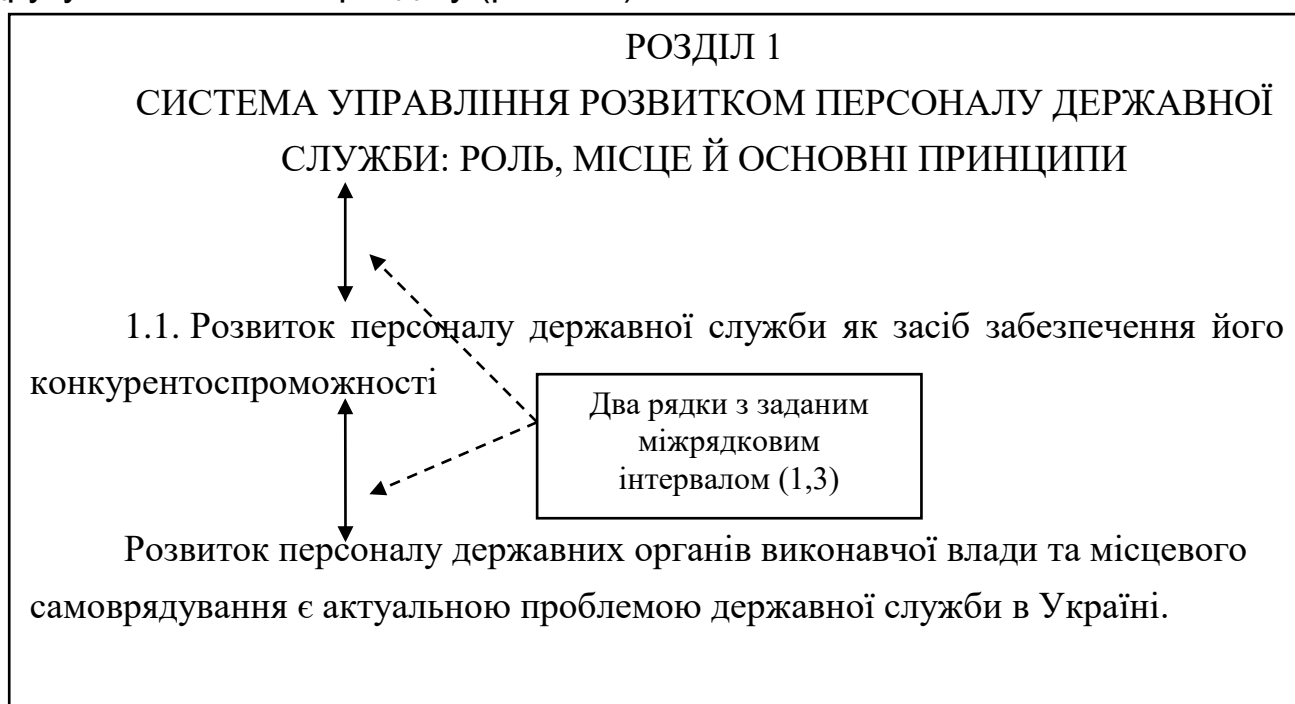 РОЗДІЛ 1
СИСТЕМА УПРАВЛІННЯ РОЗВИТКОМ ПЕРСОНАЛУ ДЕРЖАВНОЇ
СЛУЖБИ: РОЛЬ, МІСЦЕ Й ОСНОВНІ ПРИНЦИПИ
1.1. Розвиток персоналу державної служби як засіб забезпечення його
конкурентоспроможності
Два рядки з заданим
міжрядковим
інтервалом (1,3)
Розвиток персоналу державних органів виконавчої влади та місцевого
самоврядування є актуальною проблемою державної служби в Україні.